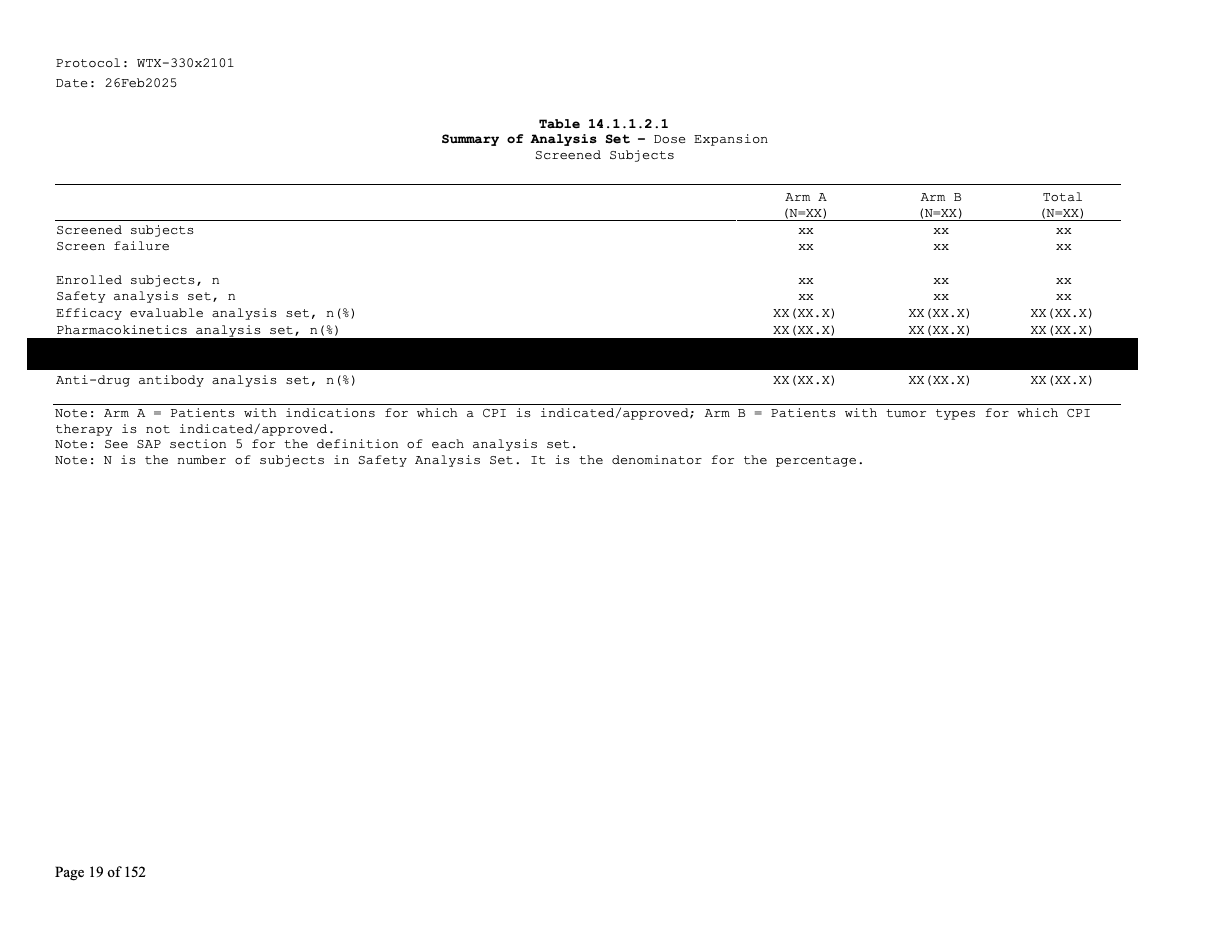 Protocol: WTX-330x2101
Date: 26Feb2025
Table 14.1.1.2.1
Summary of Analysis Set – Dose Expansion
Screened Subjects
Arm A Arm B Total
(N=XX) (N=XX) (N=XX)
Screened subjects xx xx xx
Screen failure xx xx xx
Enrolled subjects, n xx xx xx
Safety analysis set, n xx xx xx
Efficacy evaluable analysis set, n(%) XX(XX.X) XX(XX.X) XX(XX.X)
Pharmacokinetics analysis set, n(%) XX(XX.X) XX(XX.X) XX(XX.X)
Anti-drug antibody analysis set, n(%) XX(XX.X) XX(XX.X) XX(XX.X)
Note: Arm A = Patients with indications for which a CPI is indicated/approved; Arm B = Patients with tumor types for which CPI
therapy is not indicated/approved.
Note: See SAP section 5 for the definition of each analysis set.
Note: N is the number of subjects in Safety Analysis Set. It is the denominator for the percentage.
Page 19 of 152